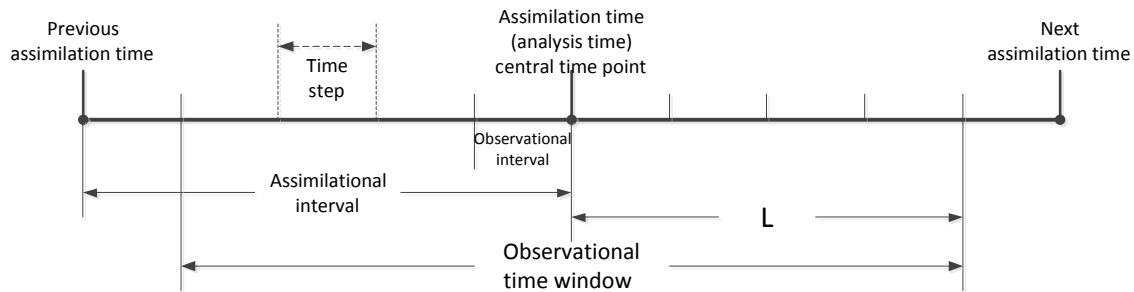 Previous
assimilation time
Time
step
Assimilation time
(analysis time)
central time point
Next
assimilation time
Observational
interval
Assimilational
interval
L
Observational
time window